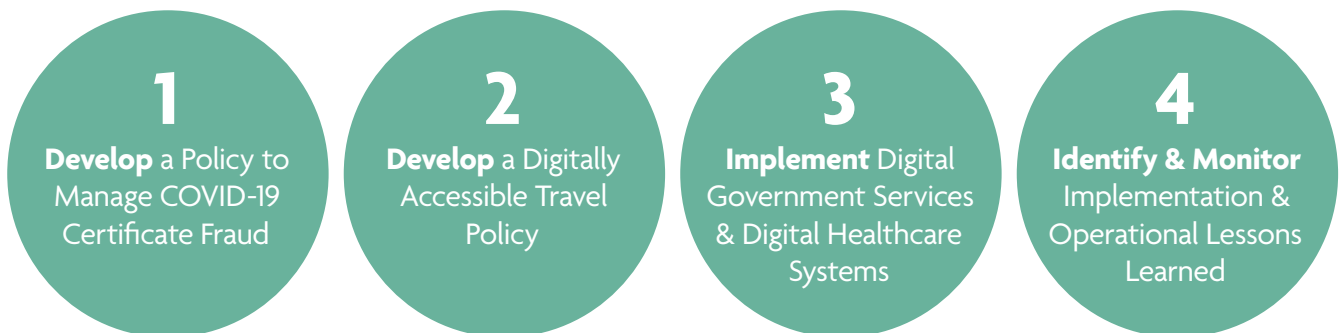 1
Develop a Policy to
Manage COVID-19
Certificate Fraud
2
Develop a Digitally
Accessible Travel
Policy
3
Implement Digital
Government Services
& Digital Healthcare
Systems
4
Identify & Monitor
Implementation &
Operational Lessons
Learned